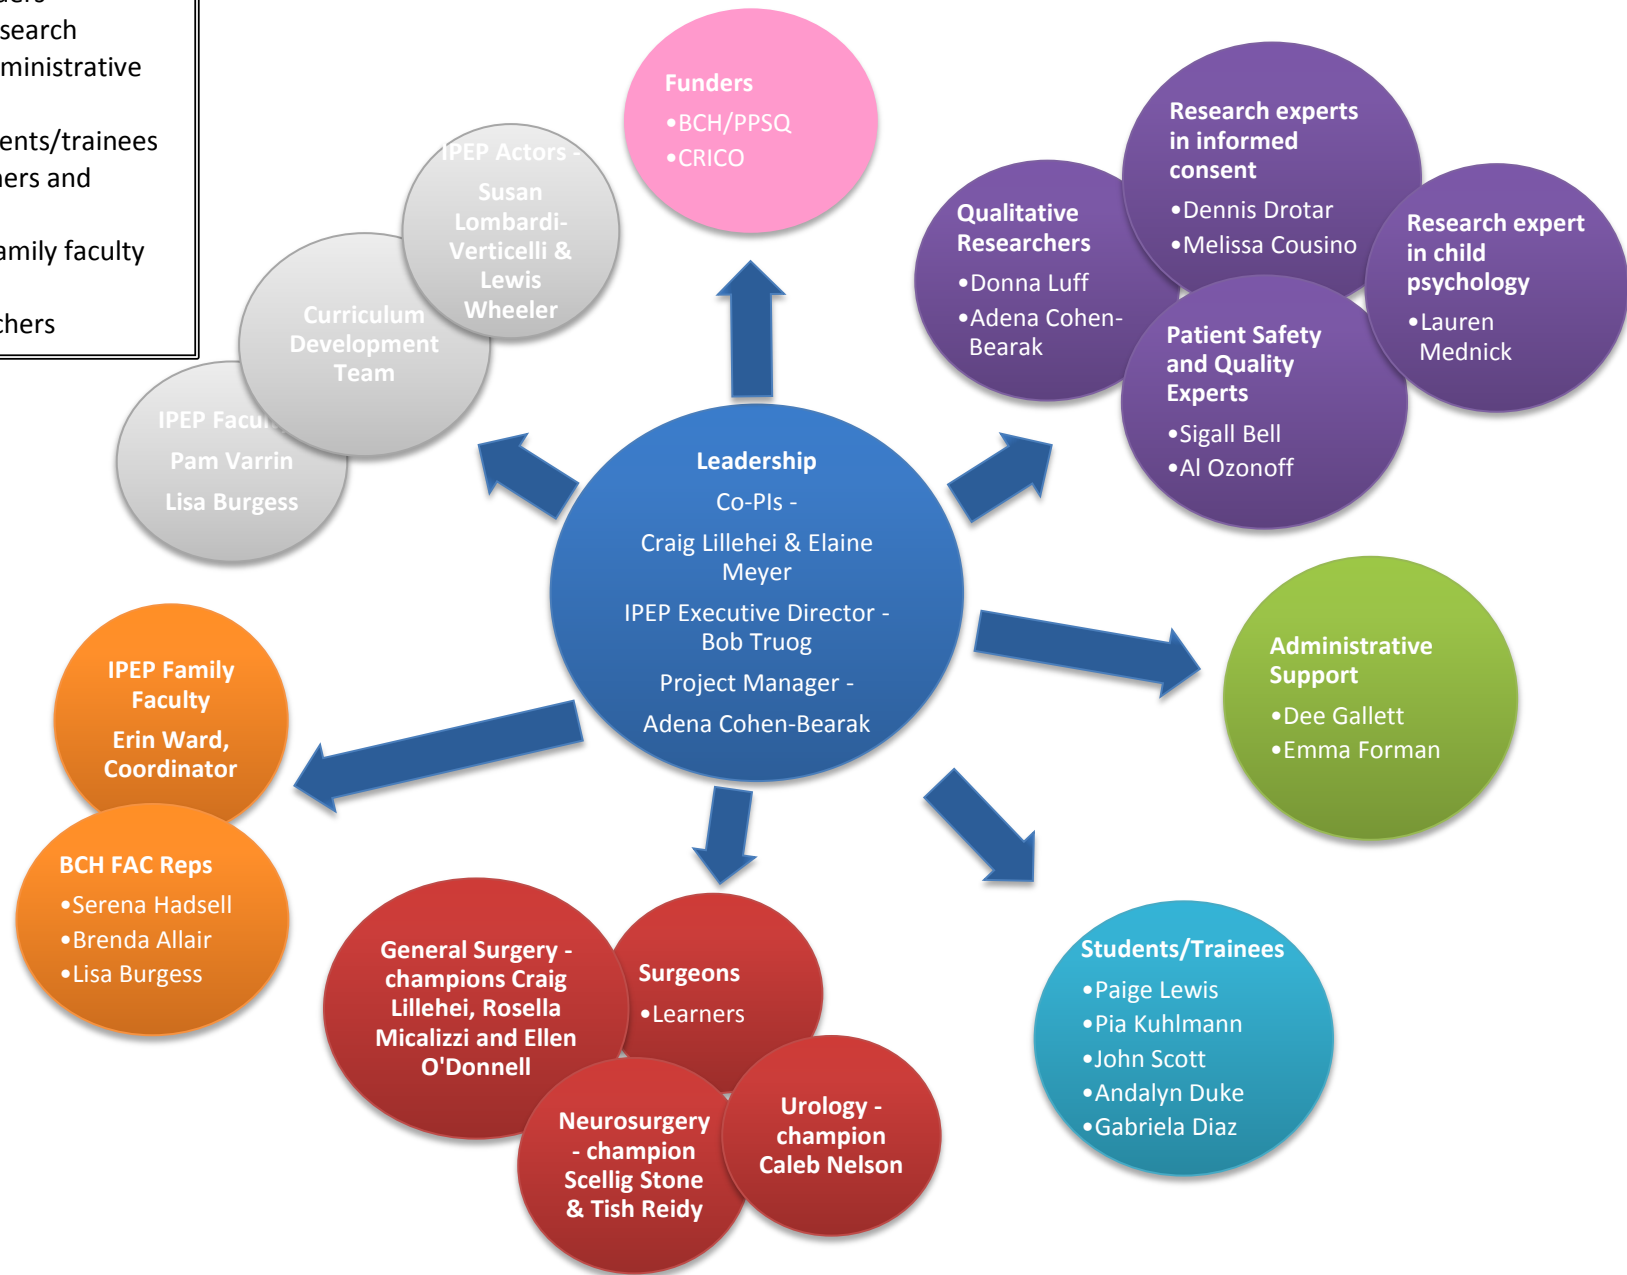 search
ministrative
ents/trainees
ners and
amily faculty
chers
Funders
•BCH/PPSQ
•CRICO
IPEP Actors -
Susan
Lombardi-
Verticelli &
Lewis
Wheeler
Curriculum
Development
Team
IPEP
Pam Varrin
Lisa Burgess
Research experts
in informed
consent
•Dennis Drotar
•Melissa Cousino
Qualitative
Researchers
•Donna Luff
•Adena Cohen-
Bearak
Research expert
in child
psychology
•Lauren
Mednick
Patient Safety
and Quality
Experts
•Sigall Bell
•Al Ozonoff
Leadership
Co-PIs -
Craig Lillehei & Elaine
Meyer
IPEP Executive Director -
Bob Truog
Project Manager -
Adena Cohen-Bearak
Administrative
Support
•Dee Gallett
•Emma Forman
IPEP Family
Faculty
Erin Ward,
Coordinator
BCH FAC Reps
•Serena Hadsell
•Brenda Allair
•Lisa Burgess
General Surgery -
champions Craig
Lillehei, Rosella
Micalizzi and Ellen
O'Donnell
Surgeons
•Learners
Neurosurgery
- champion
Scellig Stone
& Tish Reidy
Urology -
champion
Caleb Nelson
Students/Trainees
•Paige Lewis
•Pia Kuhlmann
•John Scott
•Andalyn Duke
•Gabriela Diaz